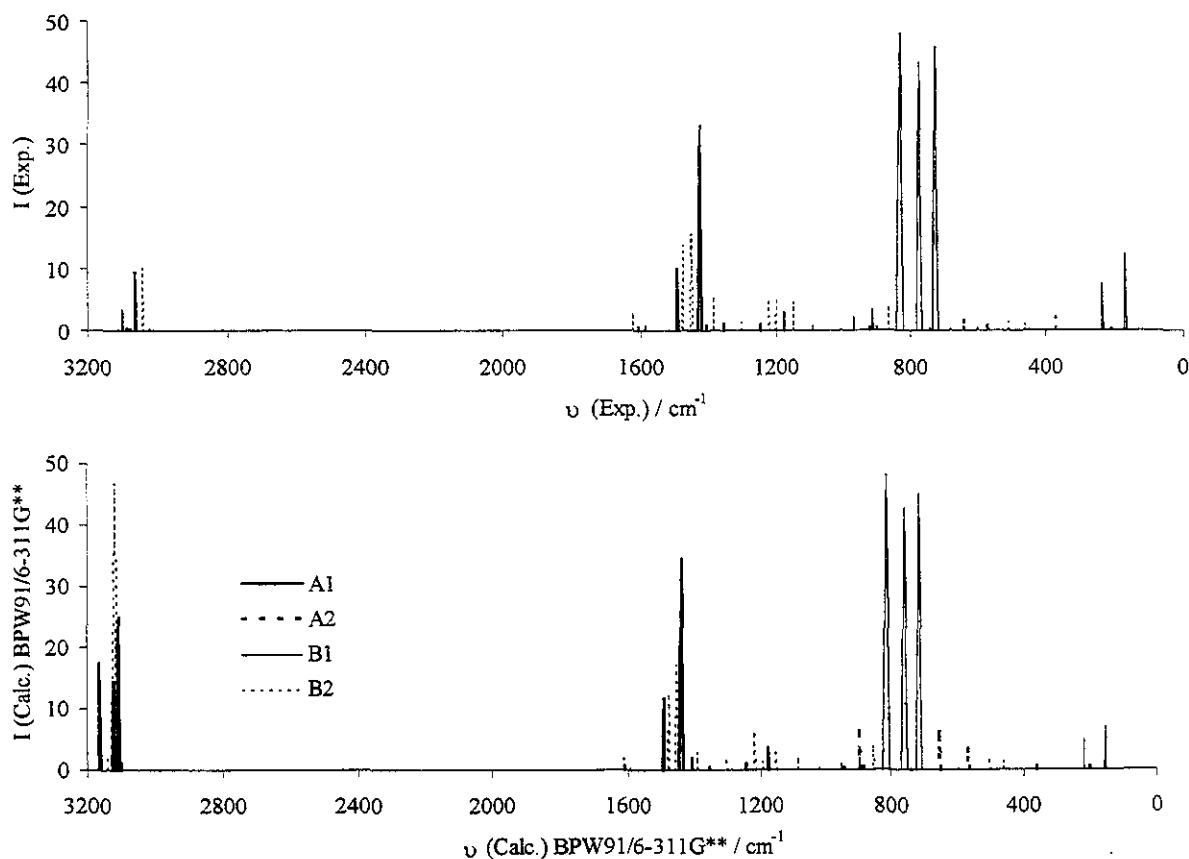 50
40
30
20
10
0
I (Exp.)
3200 2800 2400 2000 1600 1200 800 400 0
υ (Exp.) / cm⁻¹
50
40
30
20
10
0
I (Calc.) BPW91/6-311G**
A1
A2
B1
B2
3200 2800 2400 2000 1600 1200 800 400 0
υ (Calc.) BPW91/6-311G** / cm⁻¹